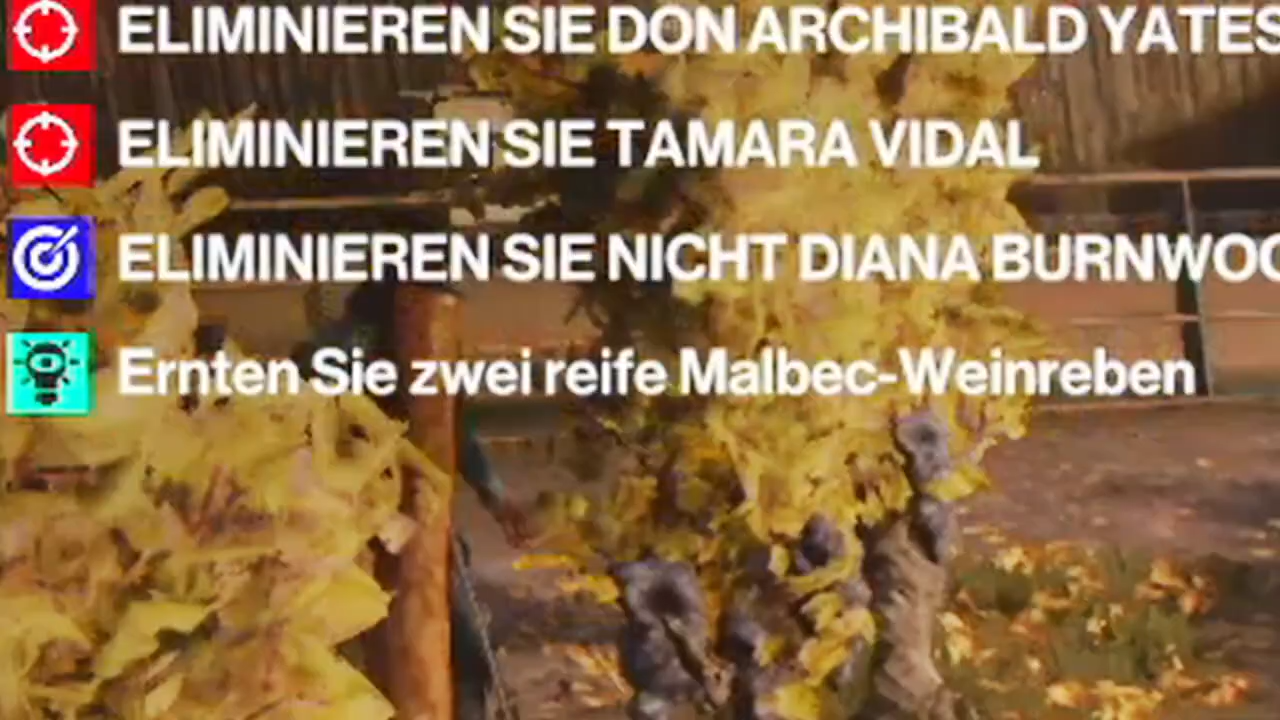 ELIMINIEREN SIE DON ARCHIBALD YATES
ELIMINIEREN SIE TAMARA VIDAL
ELIMINIEREN SIE NICHT DIANA BURNWOO
Ernten Sie zwei reife Malbec-Weinreben